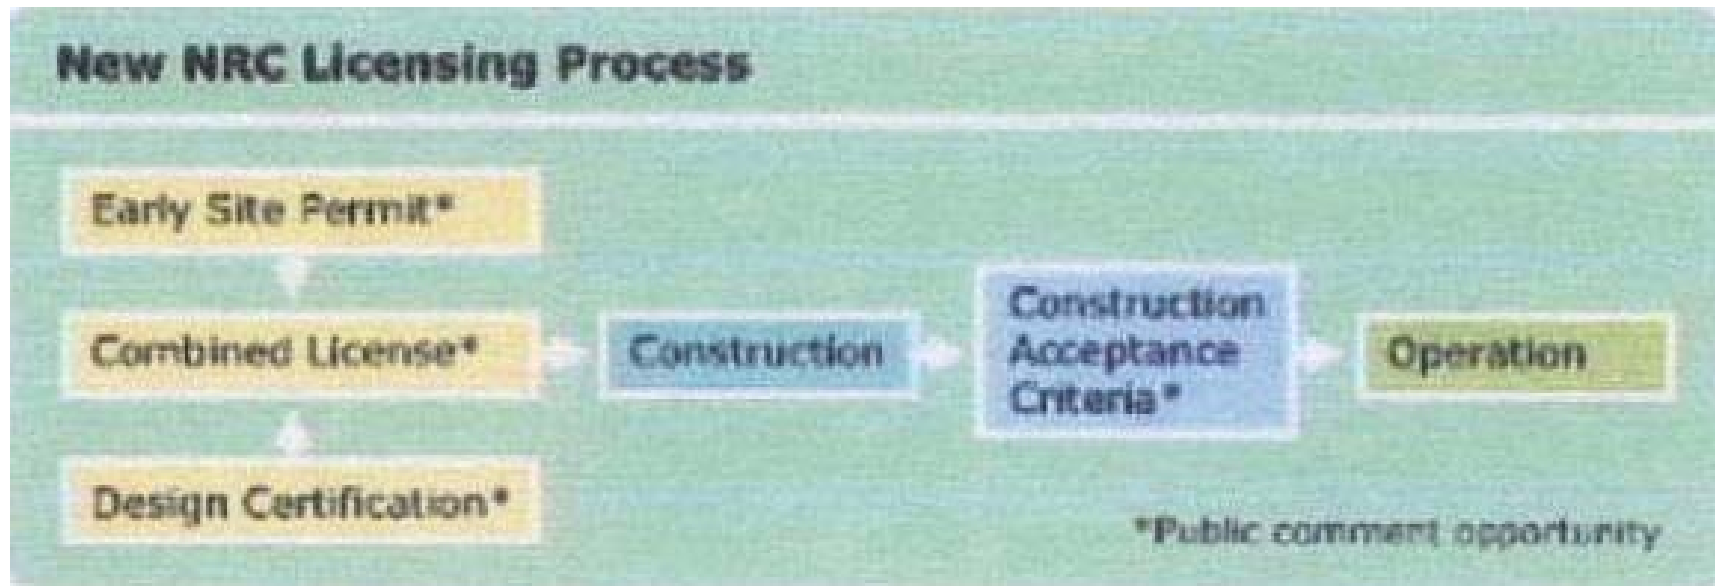 New NRC Licensing Process
Early Site Permit*
Combined License*
Design Certification*
Construction
Construction
Acceptance
Criteria*
Operation
*Public comment opportunity